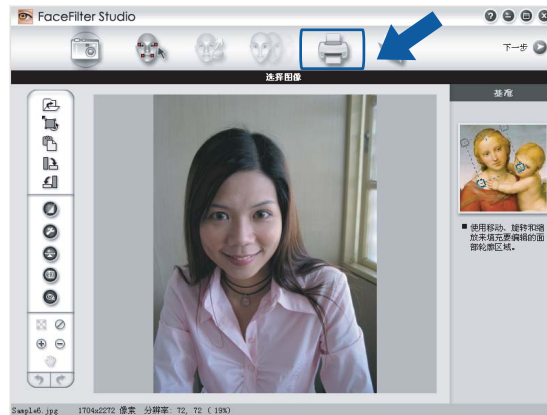 FaceFilter Studio
下一步
选择图像
基准
使用移动、旋转和缩
放来填充要编辑的面
部轮廓区域。
Sample6.jpg 1704x2272 像素 分辨率: 72, 72 ( 19%)